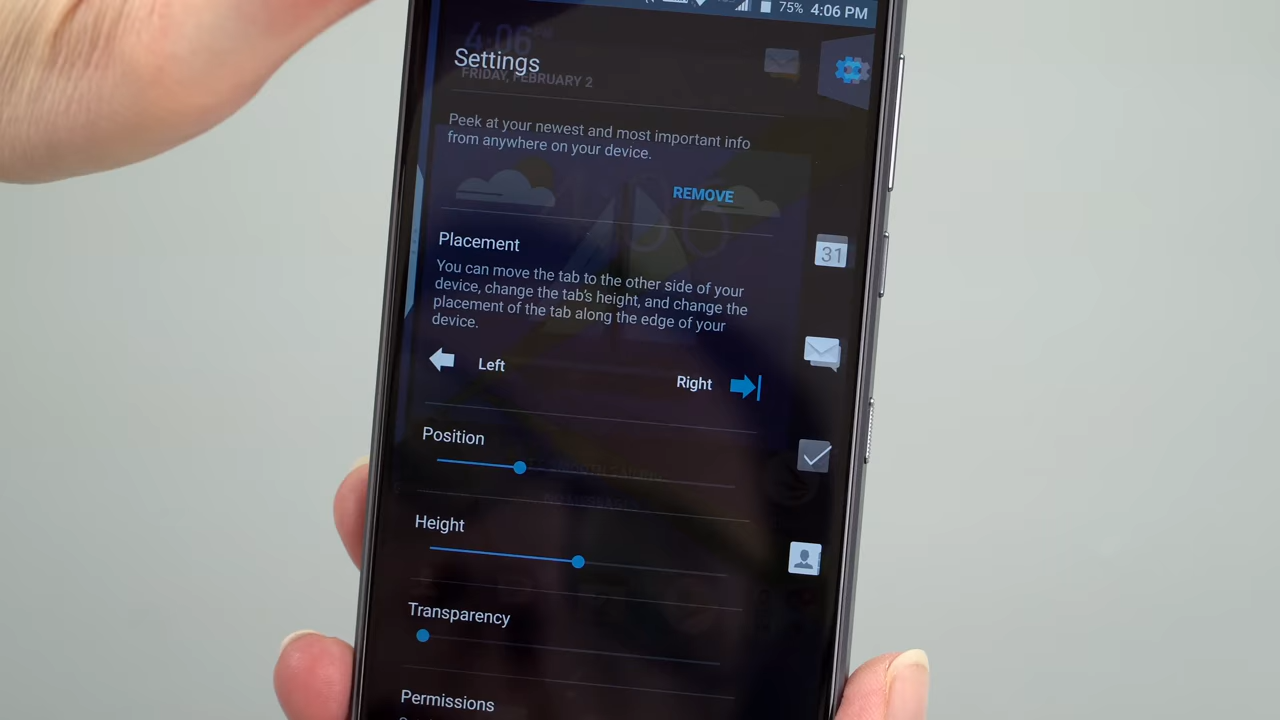 75% 4:06 PM
4:06 PM
Settings
FRIDAY, FEBRUARY 2
Peek at your newest and most important info
from anywhere on your device.
REMOVE
Placement
31
You can move the tab to the other side of your
device, change the tab's height, and change the
placement of the tab along the edge of your
device.
Left
Right
Position
Height
Transparency
Permissions